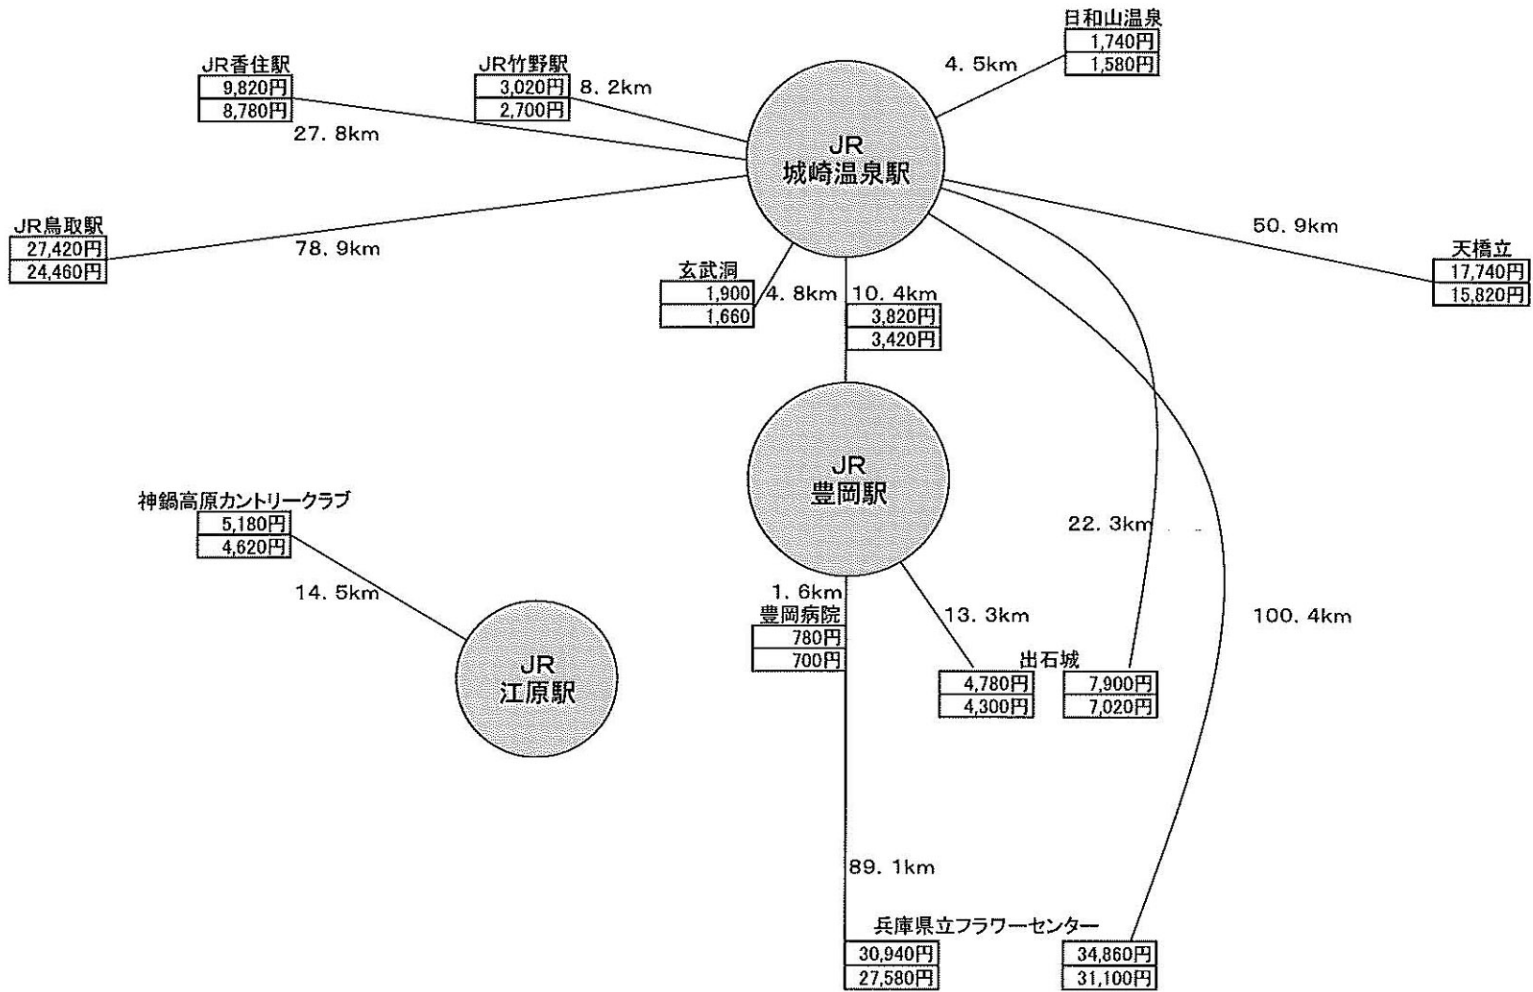 日和山温泉
1,740円
1,580円
4.5km
JR香住駅
9,820円
8,780円
27.8km
JR竹野駅
3,020円
2,700円
8.2km
JR
城崎温泉駅
JR鳥取駅
27,420円
24,460円
78.9km
50.9km
天橋立
17,740円
15,820円
玄武洞
1,900
1,660
4.8km
10.4km
3,820円
3,420円
JR
豊岡駅
神鍋高原カントリークラブ
5,180円
4,620円
14.5km
JR
江原駅
22.3km
1.6km
豊岡病院
780円
700円
13.3km
100.4km
出石城
4,780円
4,300円
7,900円
7,020円
89.1km
兵庫県立フラワーセンター
30,940円
27,580円
34,860円
31,100円